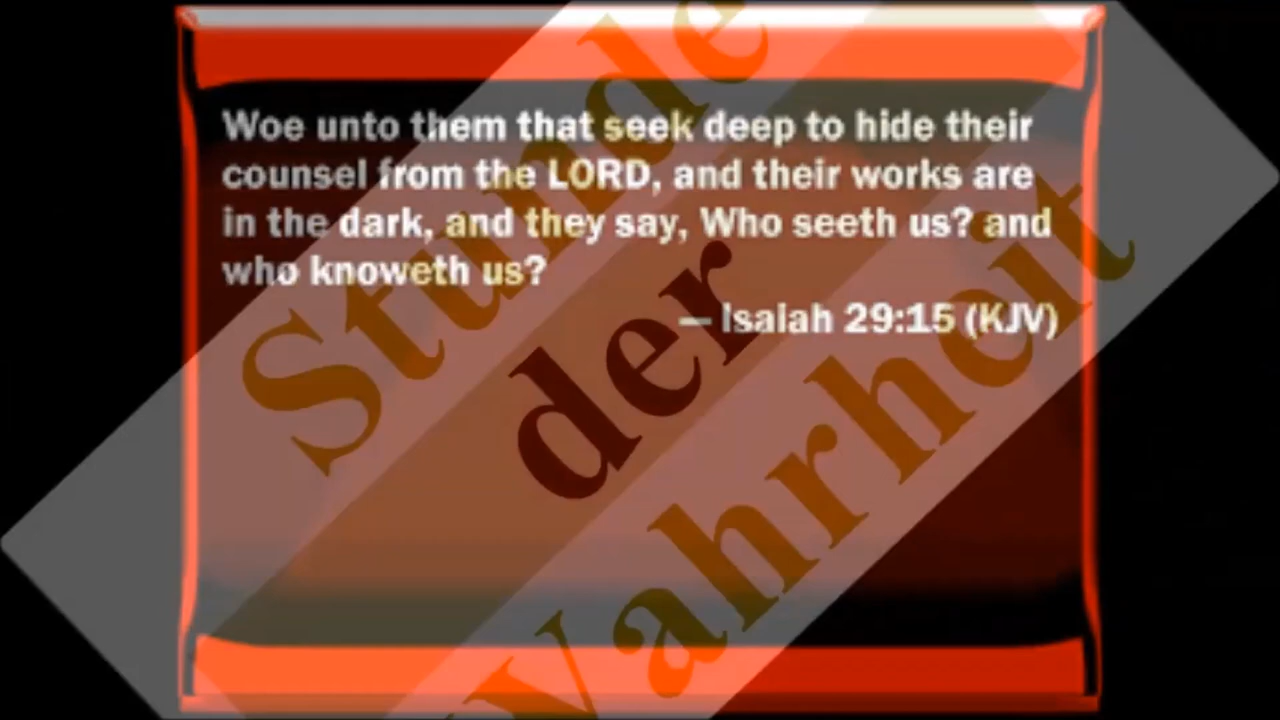 Woe unto them that seek deep to hide their
counsel from the LORD, and their works are
in the dark, and they say, Who seeth us? and
who knoweth us?
— Isaiah 29:15 (KJV)
Stunde
der
Wahrheit